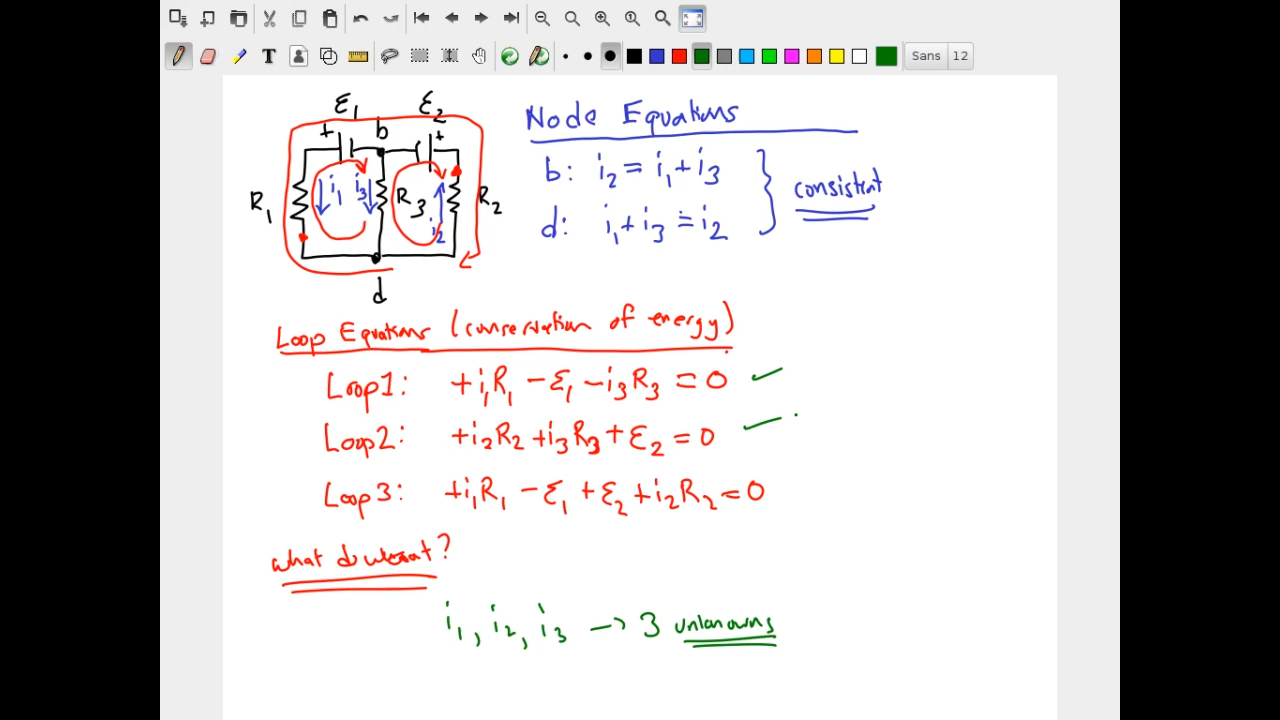 Sans 12
ε1 ε2
+ b +
R1 i1 i3 R3 i2 R2
d
Node Equations
b: i2 = i1 + i3
d: i1 + i3 = i2
consistent
Loop Equations (conservation of energy)
Loop1: +i1R1 − ε1 − i3R3 = 0 ✓
Loop2: +i2R2 + i3R3 + ε2 = 0 ✓
Loop3: +i1R1 − ε1 + ε2 + i2R2 = 0
what do we want?
i1, i2, i3 → 3 unknowns